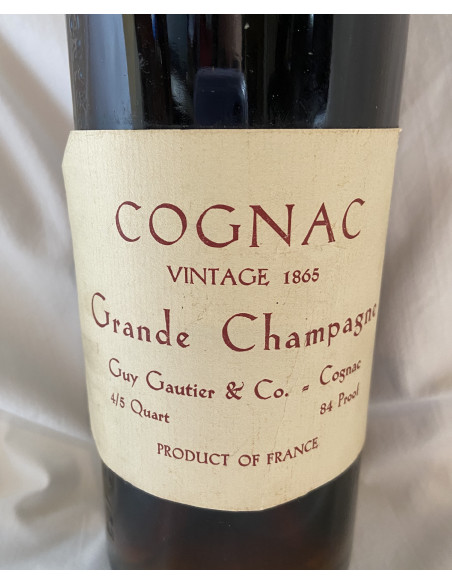 COGNAC
VINTAGE 1865
Grande Champagne
Guy Gautier & Co. = Cognac
4/5 Quart 84 Proof
PRODUCT OF FRANCE